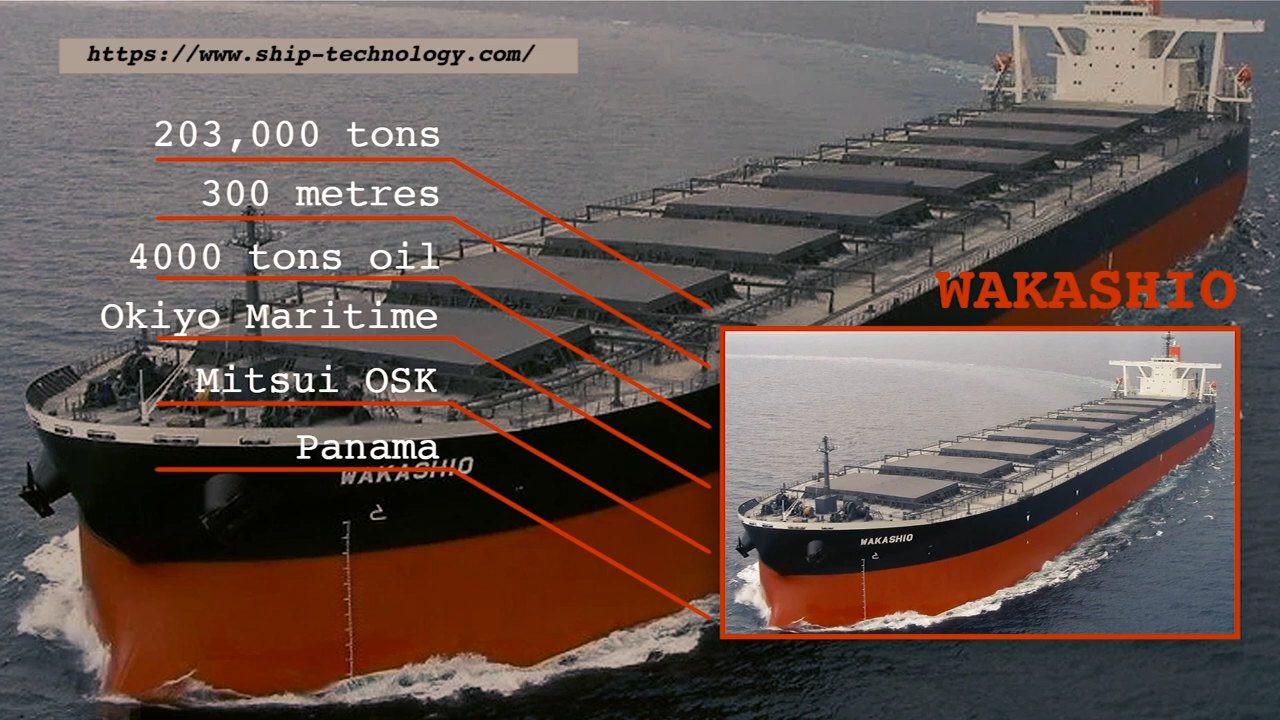 https://www.ship-technology.com/
203,000 tons
300 metres
4000 tons oil
Okiyo Maritime
Mitsui OSK
Panama
WAKASHIO
WAKASHIO
WAKASHIO